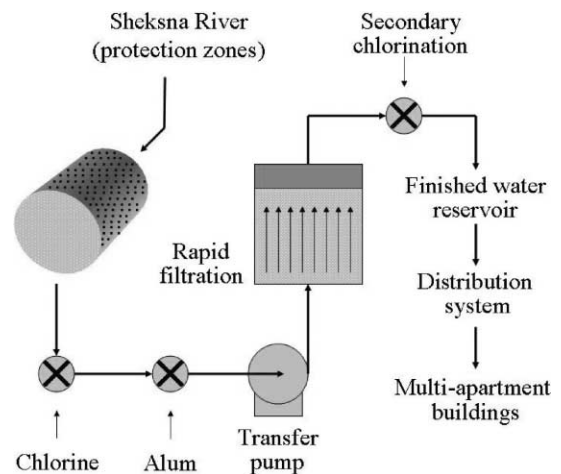 Sheksna River
(protection zones)
Secondary
chlorination
Rapid
filtration
Finished water
reservoir
Distribution
system
Multi-apartment
buildings
Chlorine
Alum
Transfer
pump